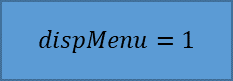 dispMenu = 1